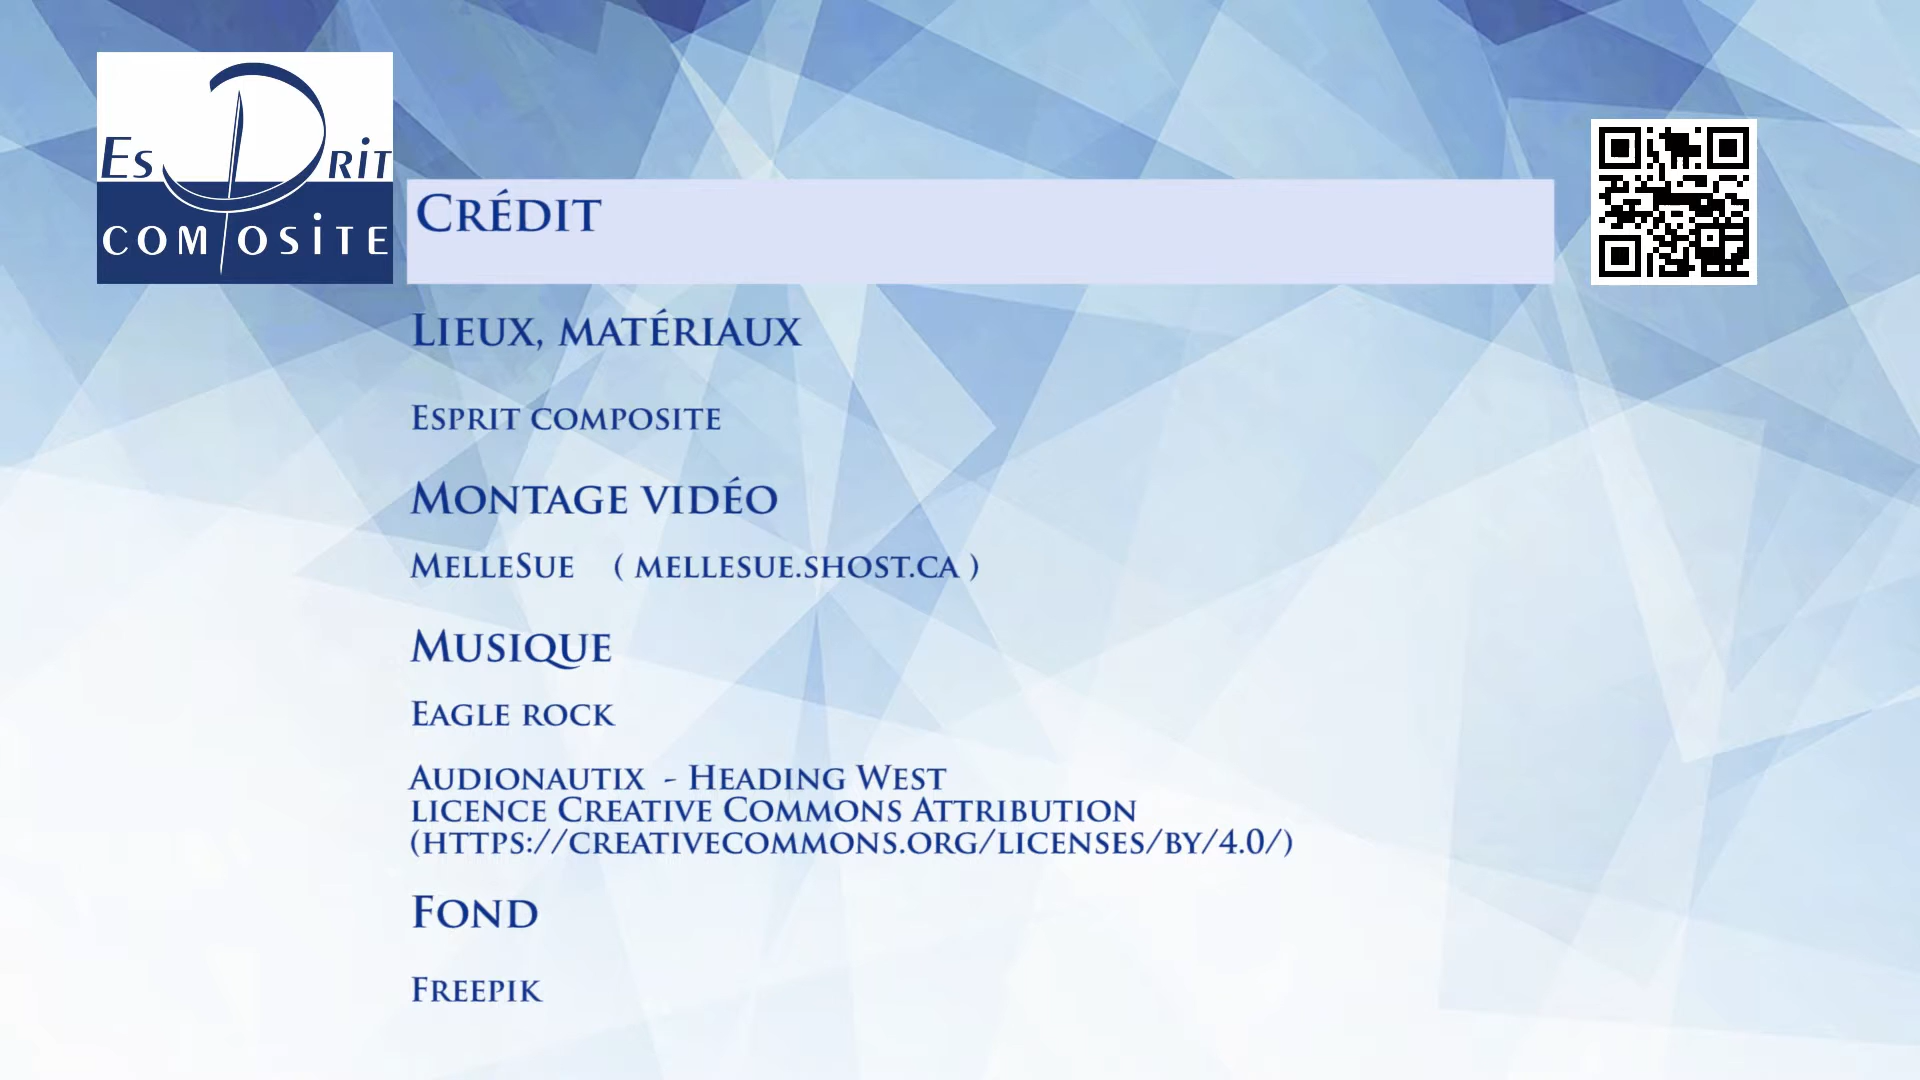 Esprit
composite
Crédit
Lieux, matériaux
Esprit composite
Montage vidéo
MelleSue ( mellesue.shost.ca )
Musique
Eagle rock
Audionautix - Heading West
licence Creative Commons Attribution
(https://creativecommons.org/licenses/by/4.0/)
Fond
Freepik